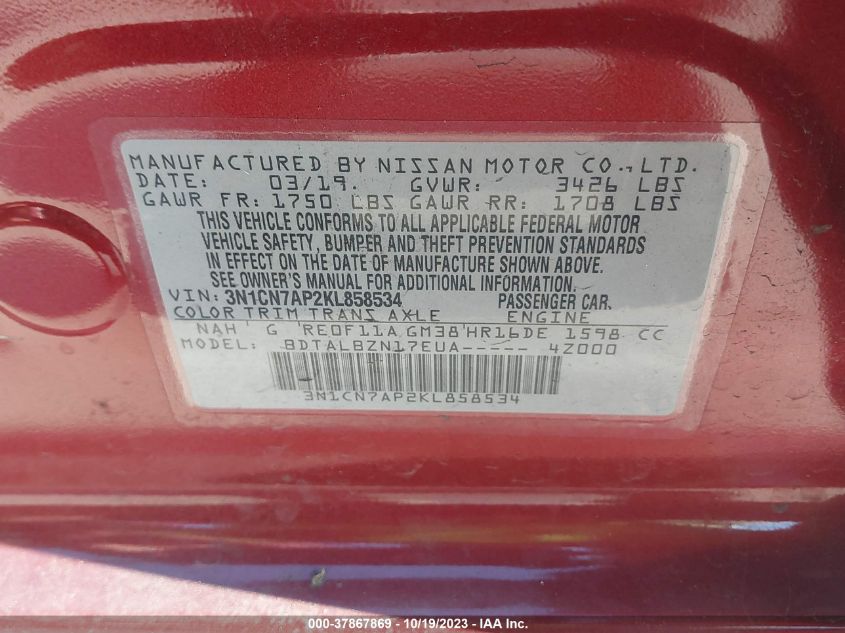 MANUFACTURED BY NISSAN MOTOR CO., LTD.
DATE: 03/19. GVWR: 3426 LBS
GAWR FR: 1750 LBS GAWR RR: 1708 LBS
THIS VEHICLE CONFORMS TO ALL APPLICABLE FEDERAL MOTOR
VEHICLE SAFETY, BUMPER AND THEFT PREVENTION STANDARDS
IN EFFECT ON THE DATE OF MANUFACTURE SHOWN ABOVE.
SEE OWNER'S MANUAL FOR ADDITIONAL INFORMATION.
VIN: 3N1CN7AP2KL858534 PASSENGER CAR.
COLOR TRIM TRANS AXLE ENGINE
NAH' G 'RE0F11A GM38'HR16DE 1598 CC
MODEL: BDTALBZN17EUA----- 4Z000
3N1CN7AP2KL858534
000-37867869 - 10/19/2023 - © IAA Inc.